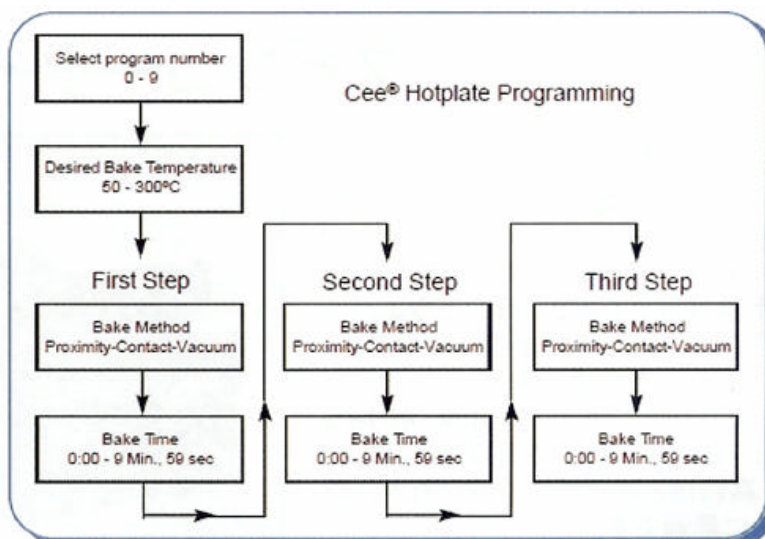 Select program number
0 - 9
Cee® Hotplate Programming
Desired Bake Temperature
50 - 300ºC
First Step
Bake Method
Proximity-Contact-Vacuum
Bake Time
0:00 - 9 Min., 59 sec
Second Step
Bake Method
Proximity-Contact-Vacuum
Bake Time
0:00 - 9 Min., 59 sec
Third Step
Bake Method
Proximity-Contact-Vacuum
Bake Time
0:00 - 9 Min., 59 sec